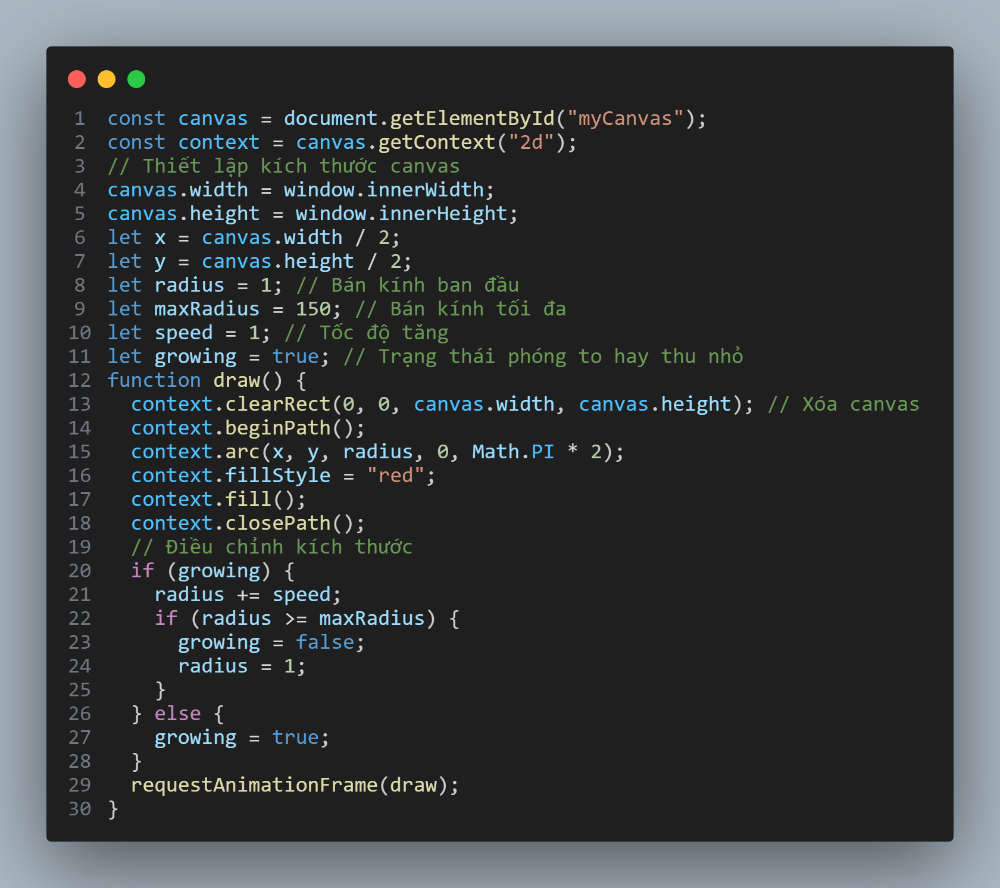 1 const canvas = document.getElementById("myCanvas");
2 const context = canvas.getContext("2d");
3 // Thiết lập kích thước canvas
4 canvas.width = window.innerWidth;
5 canvas.height = window.innerHeight;
6 let x = canvas.width / 2;
7 let y = canvas.height / 2;
8 let radius = 1; // Bán kính ban đầu
9 let maxRadius = 150; // Bán kính tối đa
10 let speed = 1; // Tốc độ tăng
11 let growing = true; // Trạng thái phóng to hay thu nhỏ
12 function draw() {
13   context.clearRect(0, 0, canvas.width, canvas.height); // Xóa canvas
14   context.beginPath();
15   context.arc(x, y, radius, 0, Math.PI * 2);
16   context.fillStyle = "red";
17   context.fill();
18   context.closePath();
19   // Điều chỉnh kích thước
20   if (growing) {
21     radius += speed;
22     if (radius >= maxRadius) {
23       growing = false;
24       radius = 1;
25     }
26   } else {
27     growing = true;
28   }
29   requestAnimationFrame(draw);
30 }